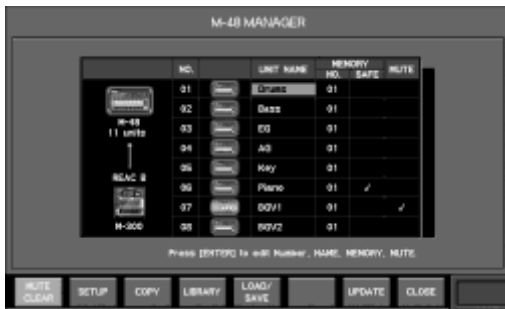 M-48 MANAGER
NO. UNIT NAME MEMORY NO. SAFE MUTE
01 Drums 01
02 Bass 01
03 EG 01
04 AG 01
05 Key 01
06 Piano 01 √
07 BGV1 01 √
08 BGV2 01
M-48
11 units
REAC B
M-300
Press [ENTER] to edit Number, NAME, MEMORY, MUTE
MUTE CLEAR SETUP COPY LIBRARY LOAD/SAVE UPDATE CLOSE